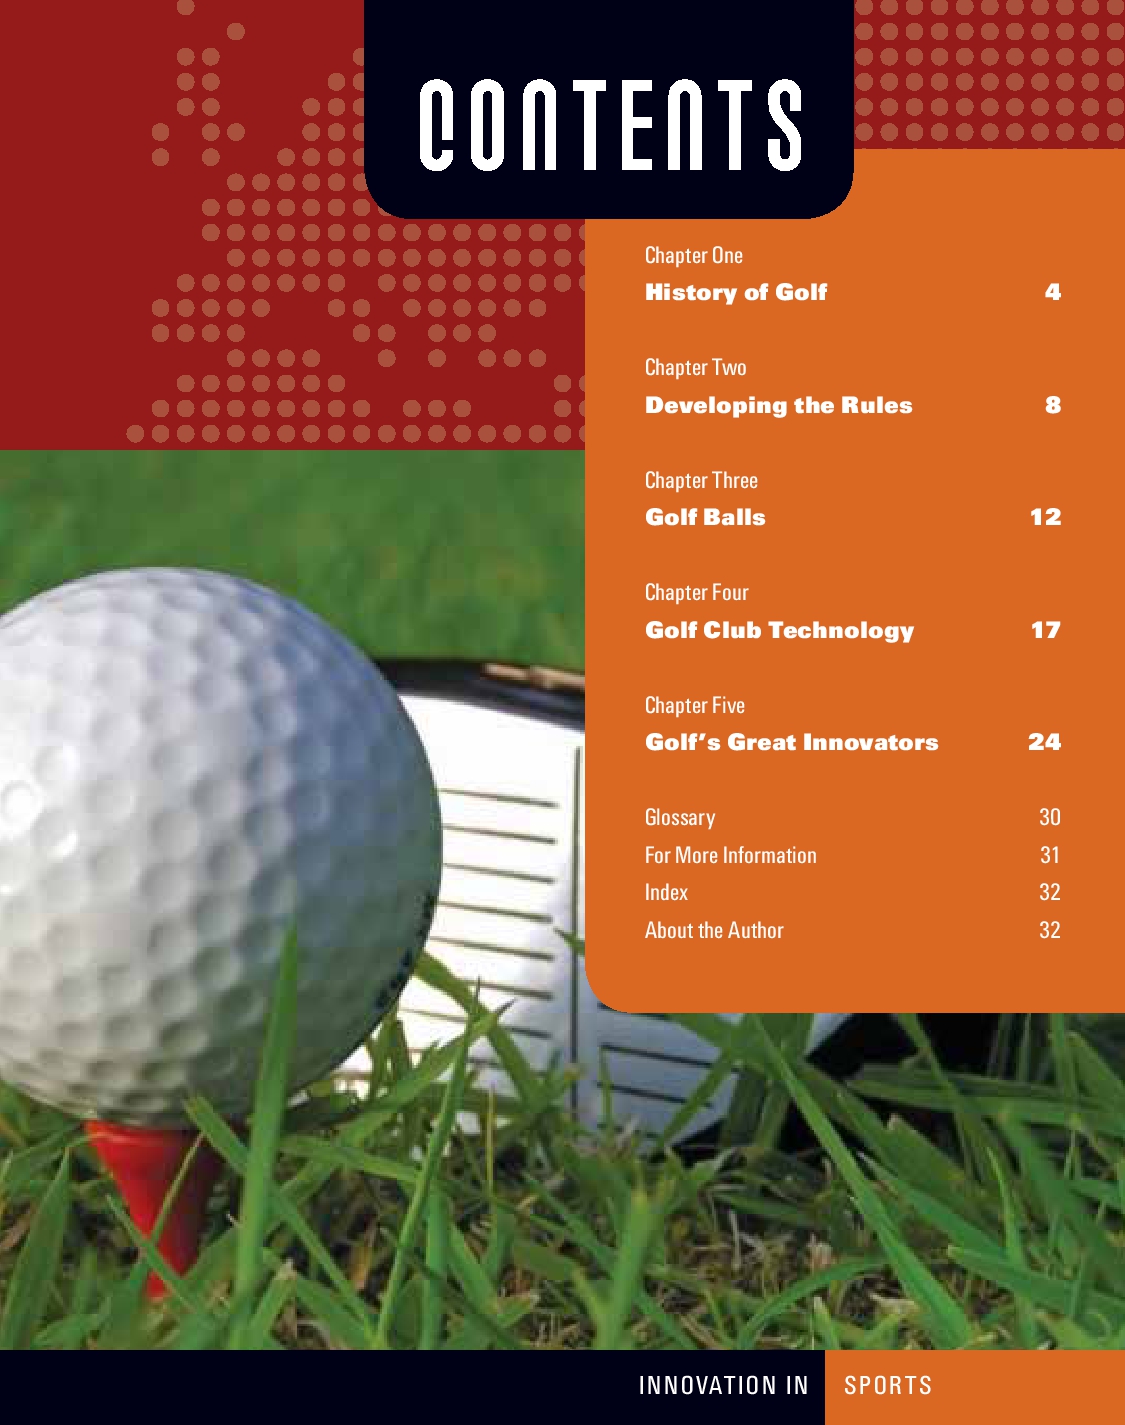 CONTENTS
Chapter One
History of Golf 4
Chapter Two
Developing the Rules 8
Chapter Three
Golf Balls 12
Chapter Four
Golf Club Technology 17
Chapter Five
Golf’s Great Innovators 24
Glossary 30
For More Information 31
Index 32
About the Author 32
INNOVATION IN SPORTS